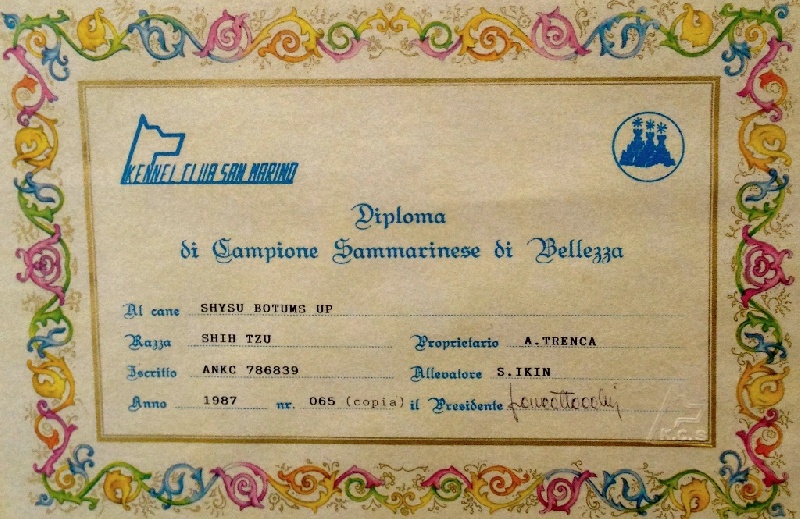 KENNEL CLUB SAN MARINO
Diploma
di Campione Sammarinese di Bellezza
Al cane SHYSU BOTUMS UP
Razza SHIH TZU Proprietario A.TRENCA
Iscritto ANKC 786839 Allevatore S.IKIN
Anno 1987 nr. 065 (copia) il Presidente
K.C.S